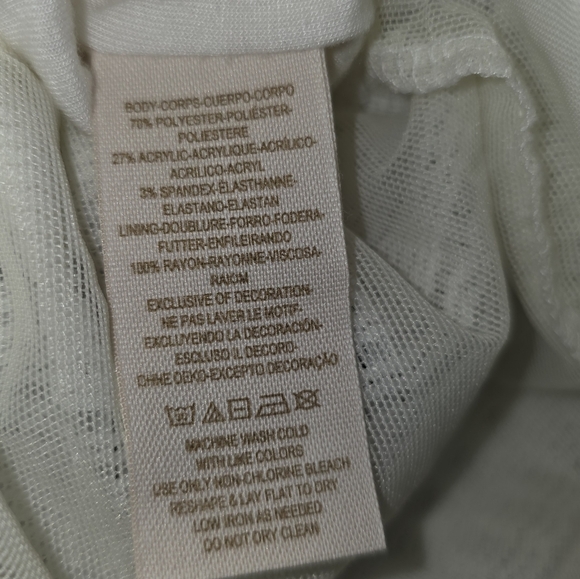 BODY-CORPS-CUERPO-CORPO
70% POLYESTER-POLIESTER-
POLIESTERE
27% ACRYLIC-ACRYLIQUE-ACRÍLICO-
ACRILICO-ACRYL
3% SPANDEX-ELASTHANNE-
ELASTANO-ELASTAN
LINING-DOUBLURE-FORRO-FODERA-
FUTTER-ENFILEIRANDO
100% RAYON-RAYONNE-VISCOSA-
RAIOM
EXCLUSIVE OF DECORATION
NE PAS LAVER LE MOTIF-
EXCLUYENDO LA DECORACIÓN-
ESCLUSO IL DECORO.
OHNE DEKO-EXCEPTO DECORAÇÃO
MACHINE WASH COLD
WITH LIKE COLORS
USE ONLY NON-CHLORINE BLEACH
RESHAPE & LAY FLAT TO DRY
LOW IRON AS NEEDED
DO NOT DRY CLEAN